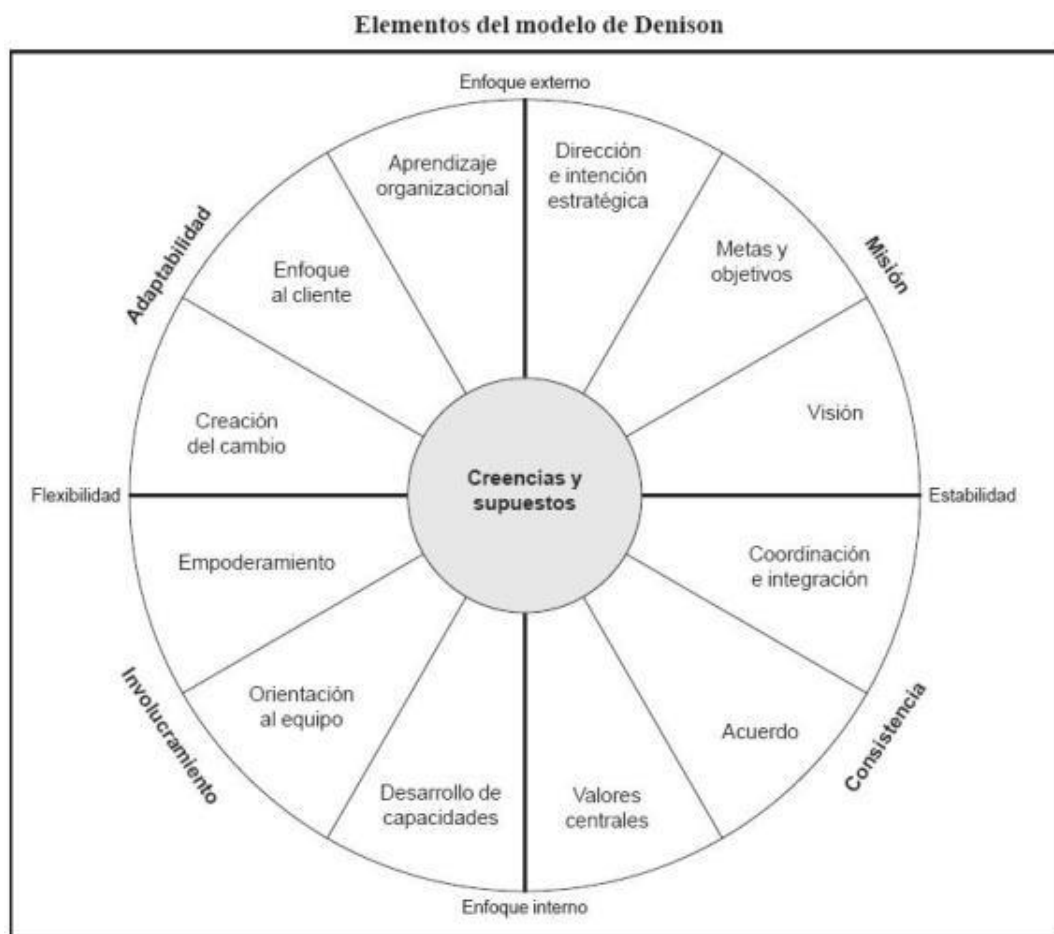 Elementos del modelo de Denison
Enfoque externo
Aprendizaje
organizacional
Dirección
e intención
estratégica
Adaptabilidad
Enfoque
al cliente
Metas y
objetivos
Misión
Creación
del cambio
Visión
Flexibilidad
Creencias y
supuestos
Estabilidad
Empoderamiento
Coordinación
e integración
Involucramiento
Orientación
al equipo
Acuerdo
Consistencia
Desarrollo de
capacidades
Valores
centrales
Enfoque interno